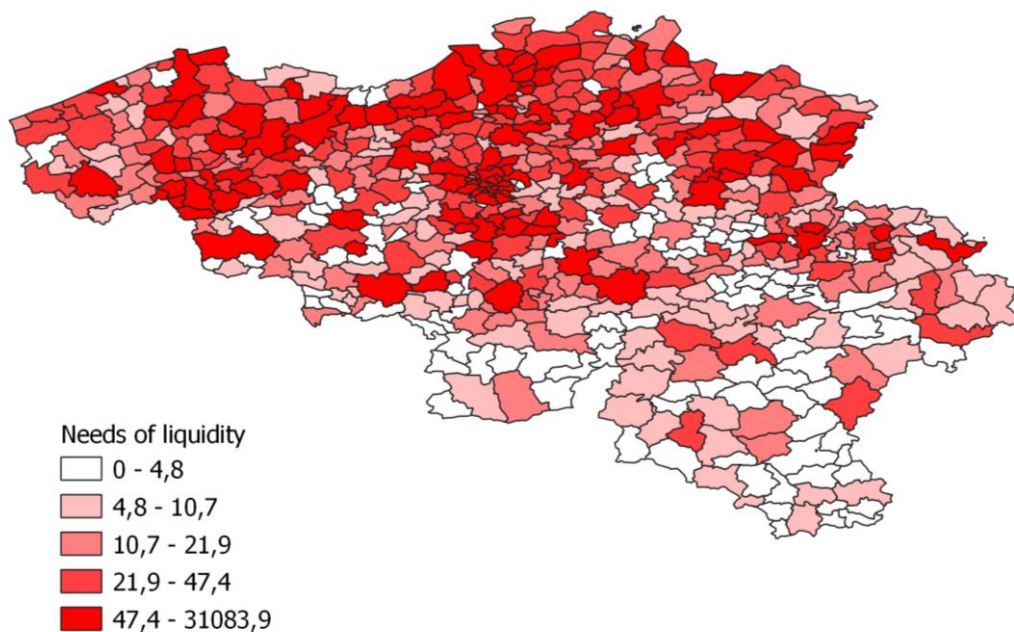 Needs of liquidity
0 - 4,8
4,8 - 10,7
10,7 - 21,9
21,9 - 47,4
47,4 - 31083,9